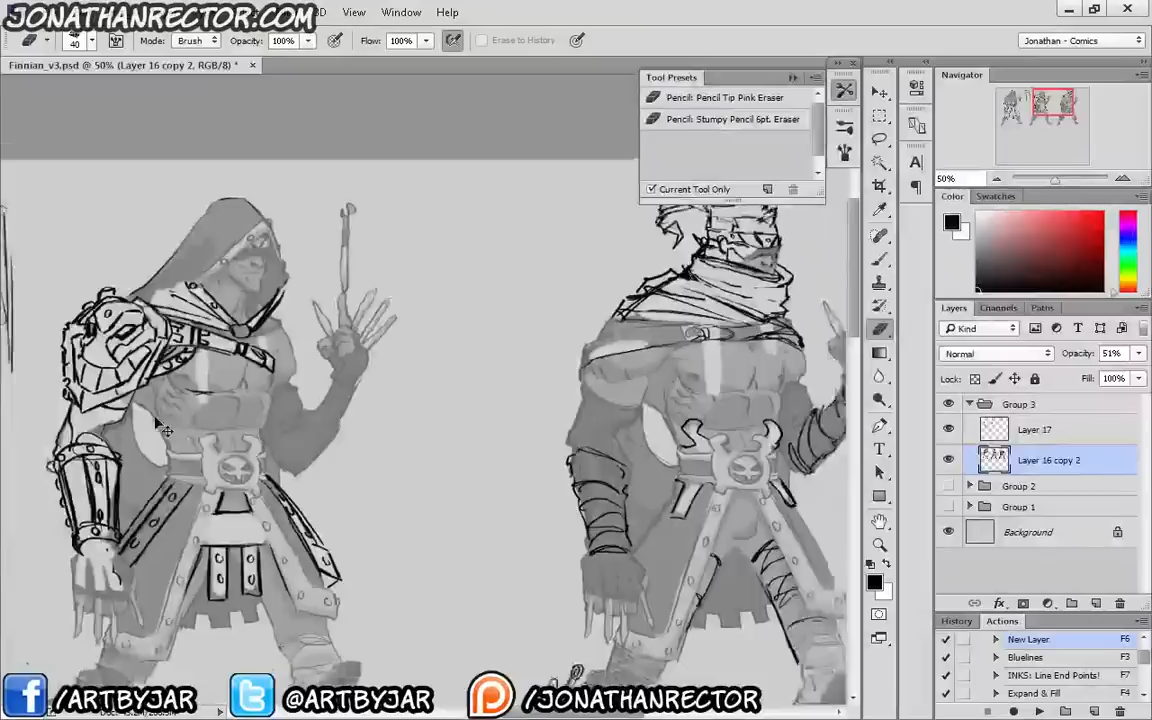 JONATHANRECTOR.COM
3D View Window Help
40 Mode: Brush Opacity: 100% Flow: 100% Erase to History Jonathan - Comics
Finnian_v3.psd @ 50% (Layer 16 copy 2, RGB/8) * ×
Tool Presets
Pencil: Pencil Tip Pink Eraser
Pencil: Stumpy Pencil 6pt. Eraser
Current Tool Only
Navigator
50%
Color Swatches
Layers Channels Paths
Kind
Normal Opacity: 51%
Lock: Fill: 100%
Group 3
Layer 17
Layer 16 copy 2
Group 2
Group 1
Background
History Actions
New Layer F6
Bluelines F3
INKS: Line End Points! F7
Expand & Fill F4
/ARTBYJAR @ARTBYJAR /JONATHANRECTOR